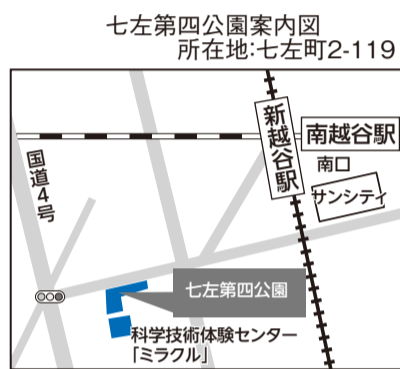 七左第四公園案内図
所在地:七左町2-119
新越谷駅
南越谷駅
南口
サンシティ
国道4号
七左第四公園
科学技術体験センター
「ミラクル」